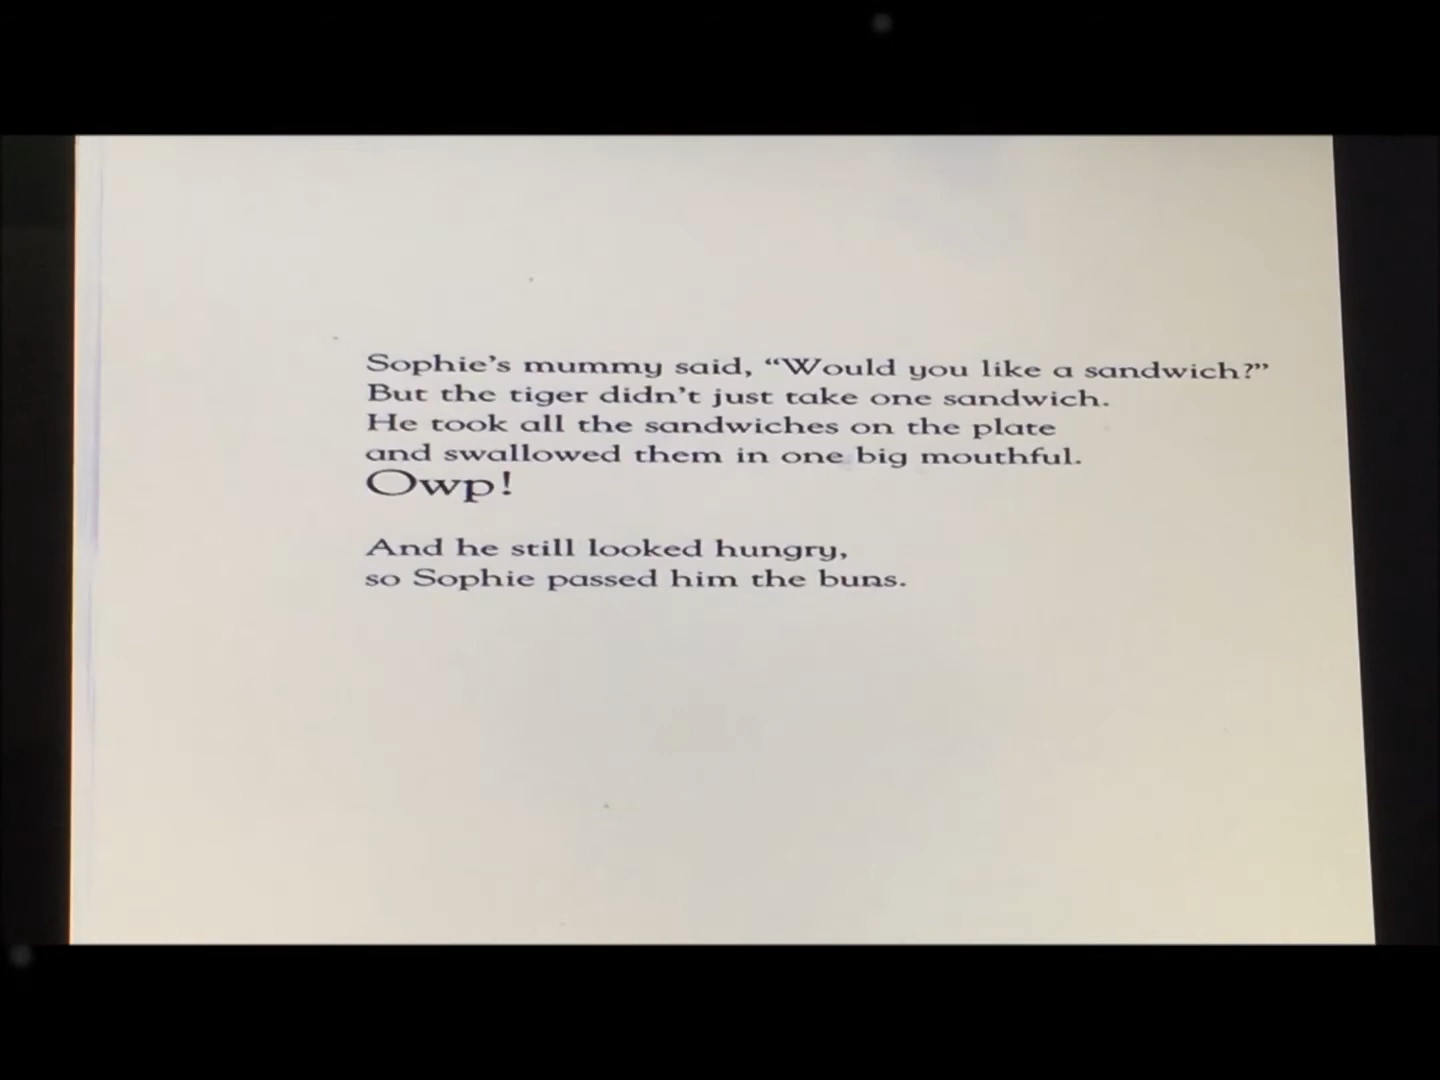 Sophie's mummy said, “Would you like a sandwich?”
But the tiger didn't just take one sandwich.
He took all the sandwiches on the plate
and swallowed them in one big mouthful.
Owp!
And he still looked hungry,
so Sophie passed him the buns.